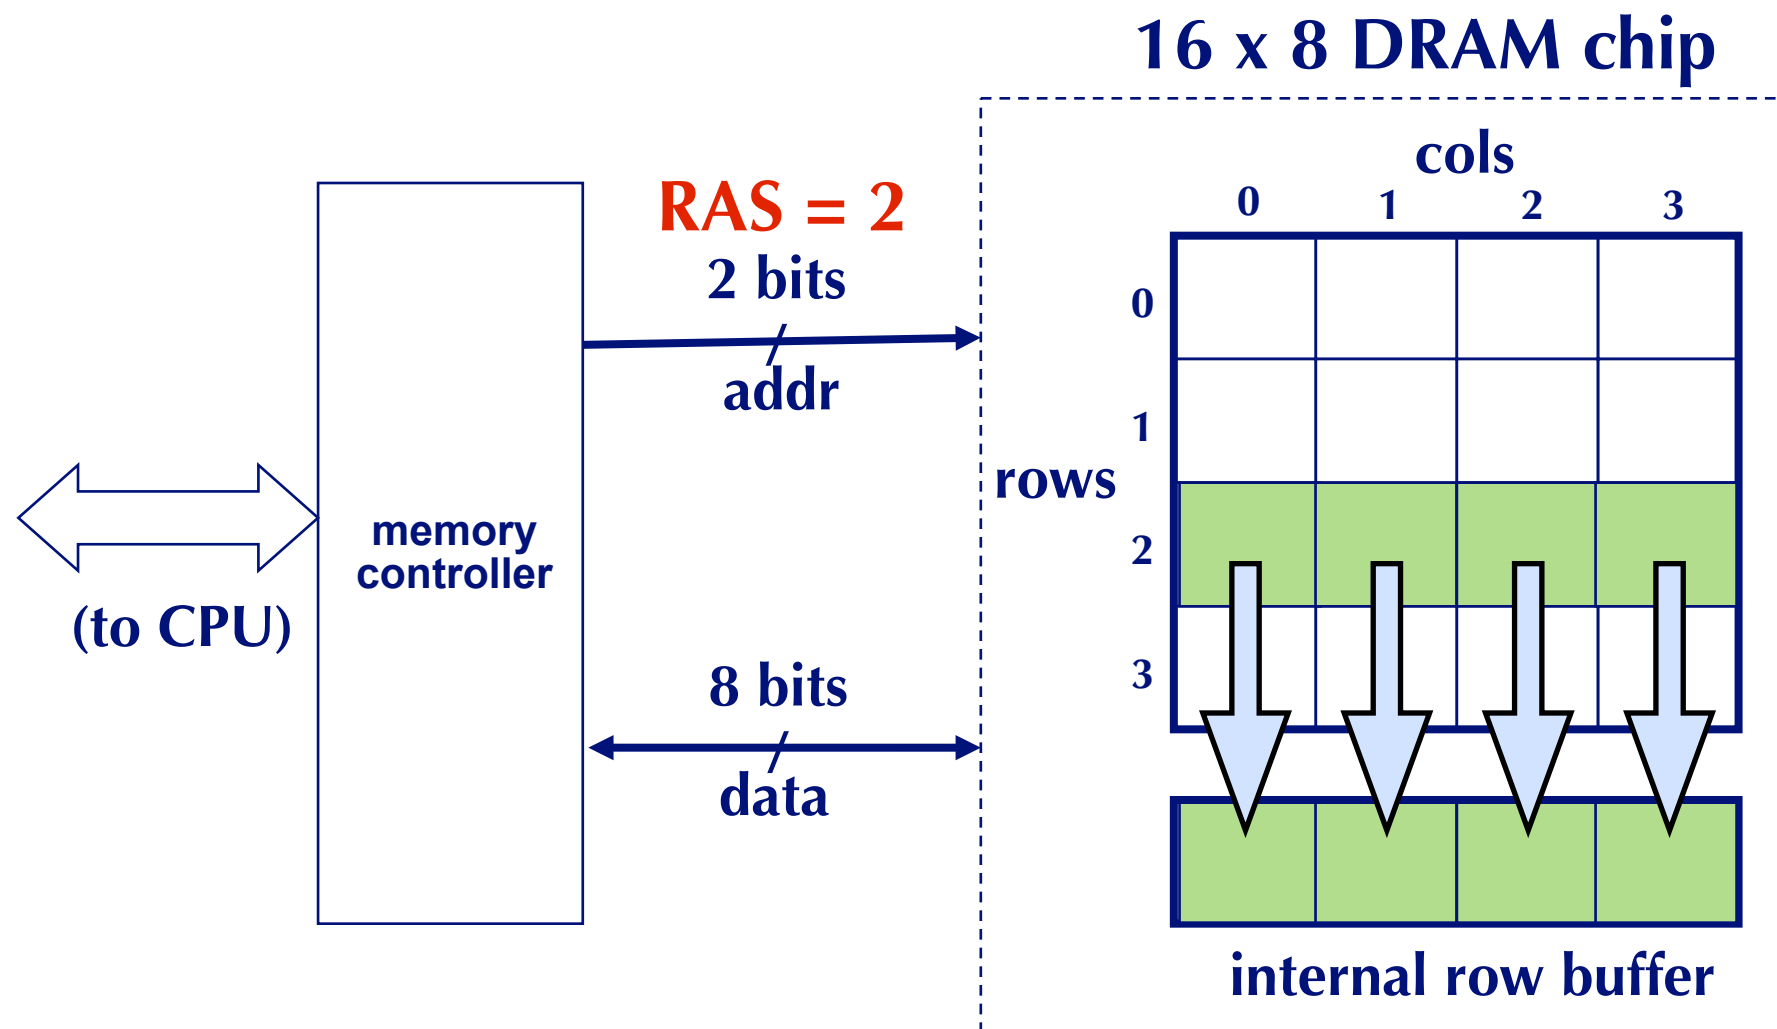 16 x 8 DRAM chip
cols
0 1 2 3
RAS = 2
2 bits
addr
0
1
rows
2
3
memory
controller
(to CPU)
8 bits
data
internal row buffer